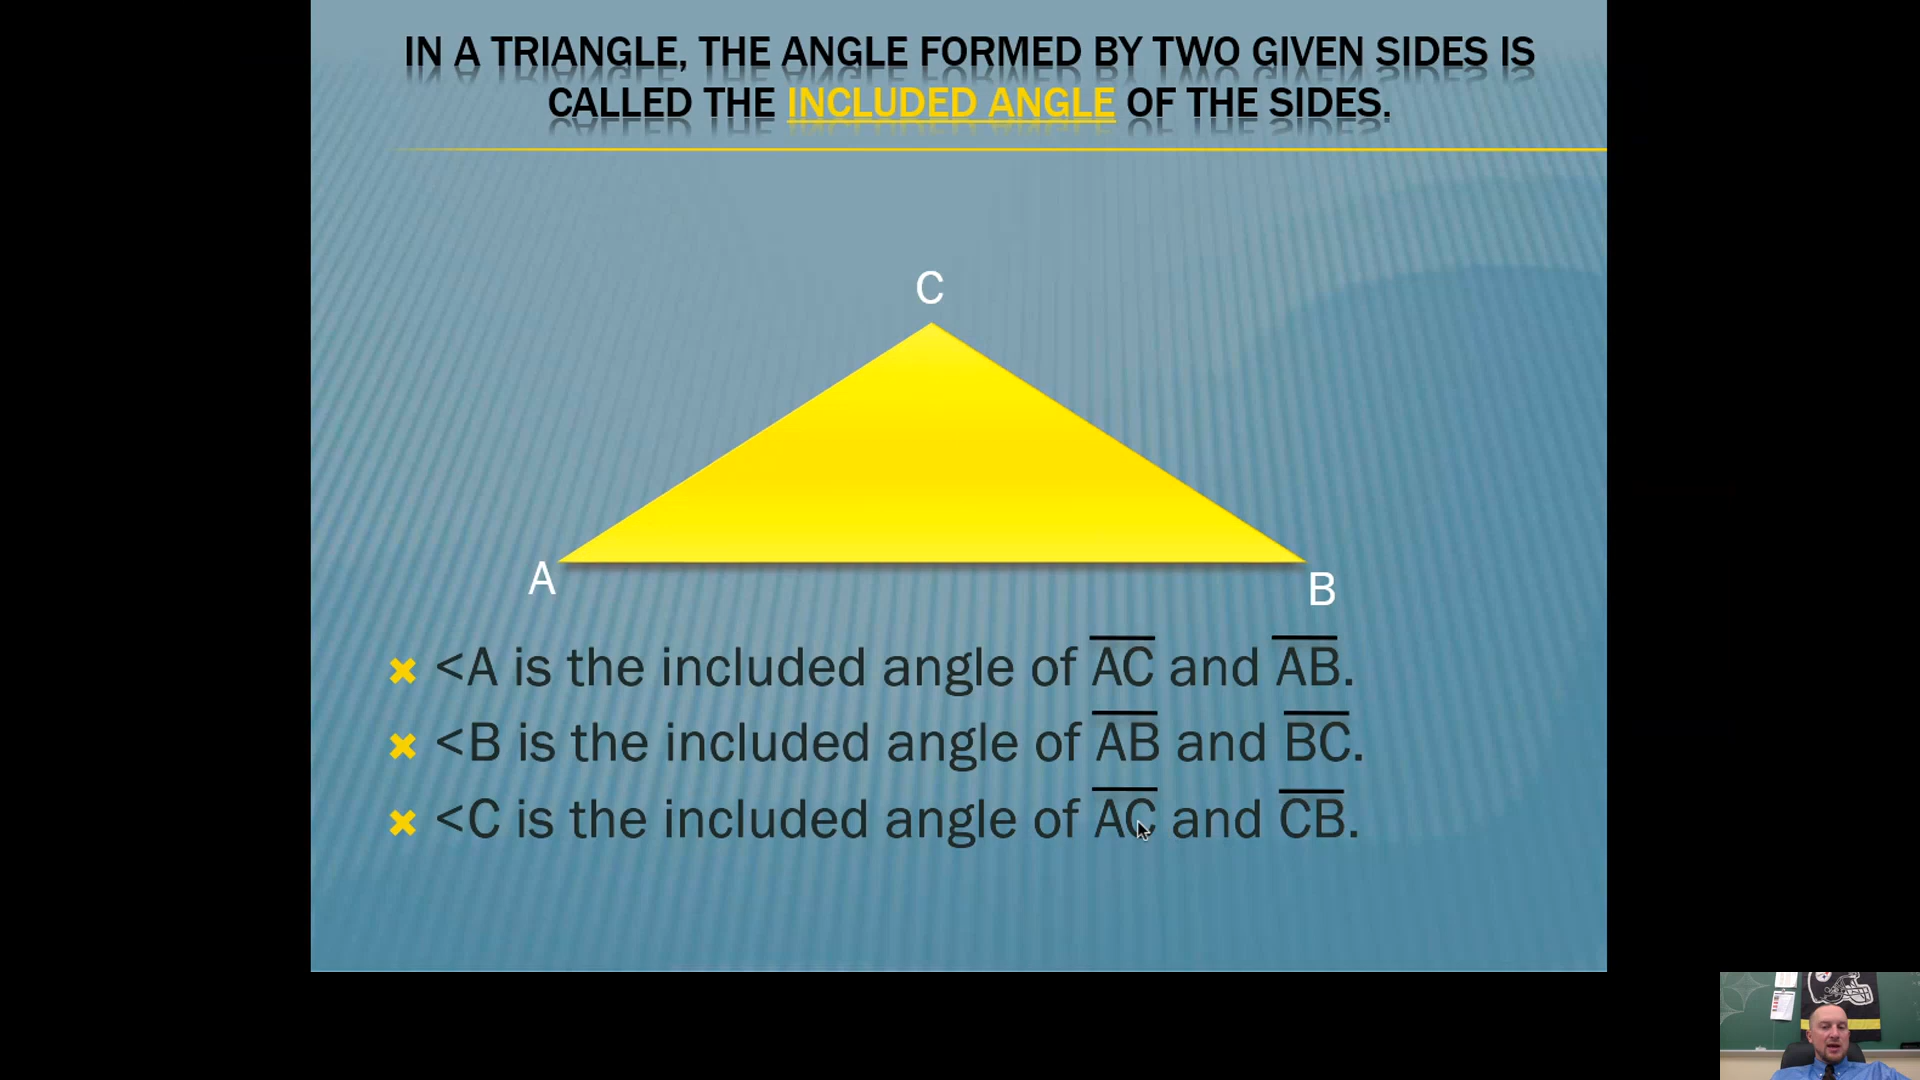 IN A TRIANGLE, THE ANGLE FORMED BY TWO GIVEN SIDES IS
CALLED THE INCLUDED ANGLE OF THE SIDES.
C
A
B
<A is the included angle of AC and AB.
<B is the included angle of AB and BC.
<C is the included angle of AC and CB.